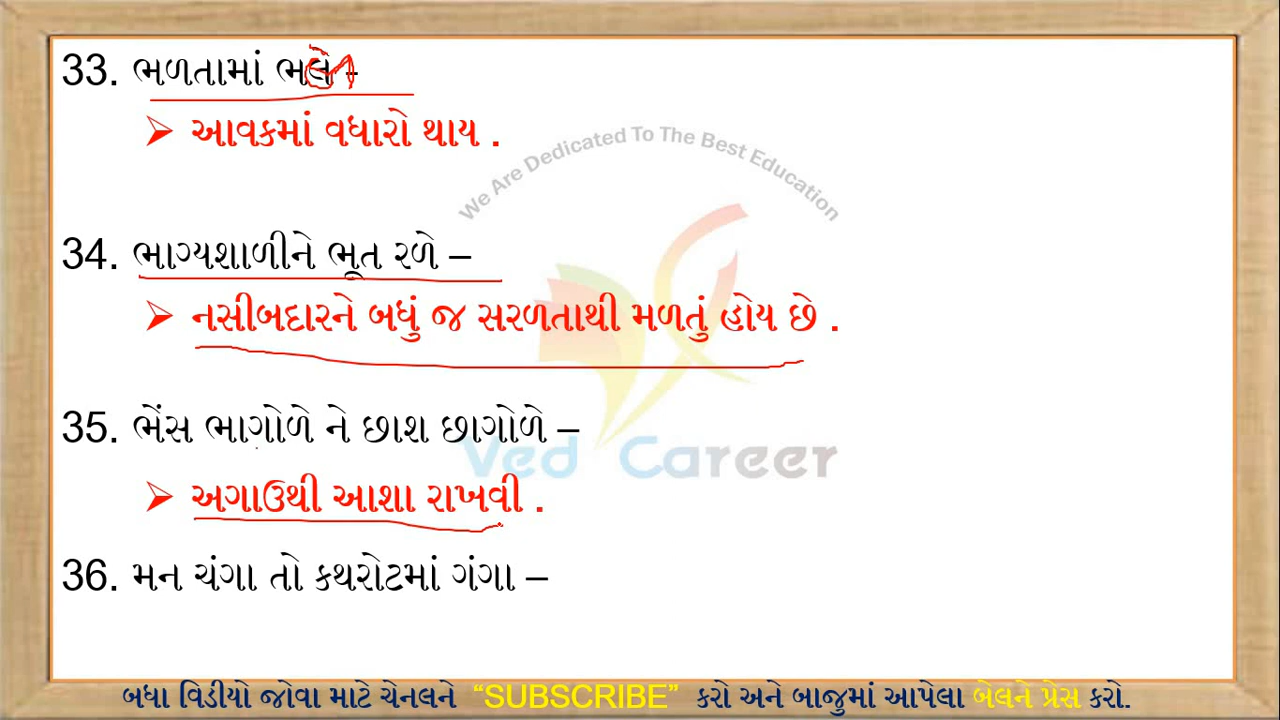 33. ભળતામાં ભલે –
➢ આવકમાં વધારો થાય .
We Are Dedicated To The Best Education
34. ભાગ્યશાળીને ભૂત રળે –
➢ નસીબદારને બધું જ સરળતાથી મળતું હોય છે .
35. ભેંસ ભાગોળે ને છાશ છાગોળે –
Ved Career
➢ અગાઉથી આશા રાખવી .
36. મન ચંગા તો કથરોટમાં ગંગા –
બધા વિડીયો જોવા માટે ચેનલને “SUBSCRIBE” કરો અને બાજુમાં આપેલા બેલને પ્રેસ કરો.